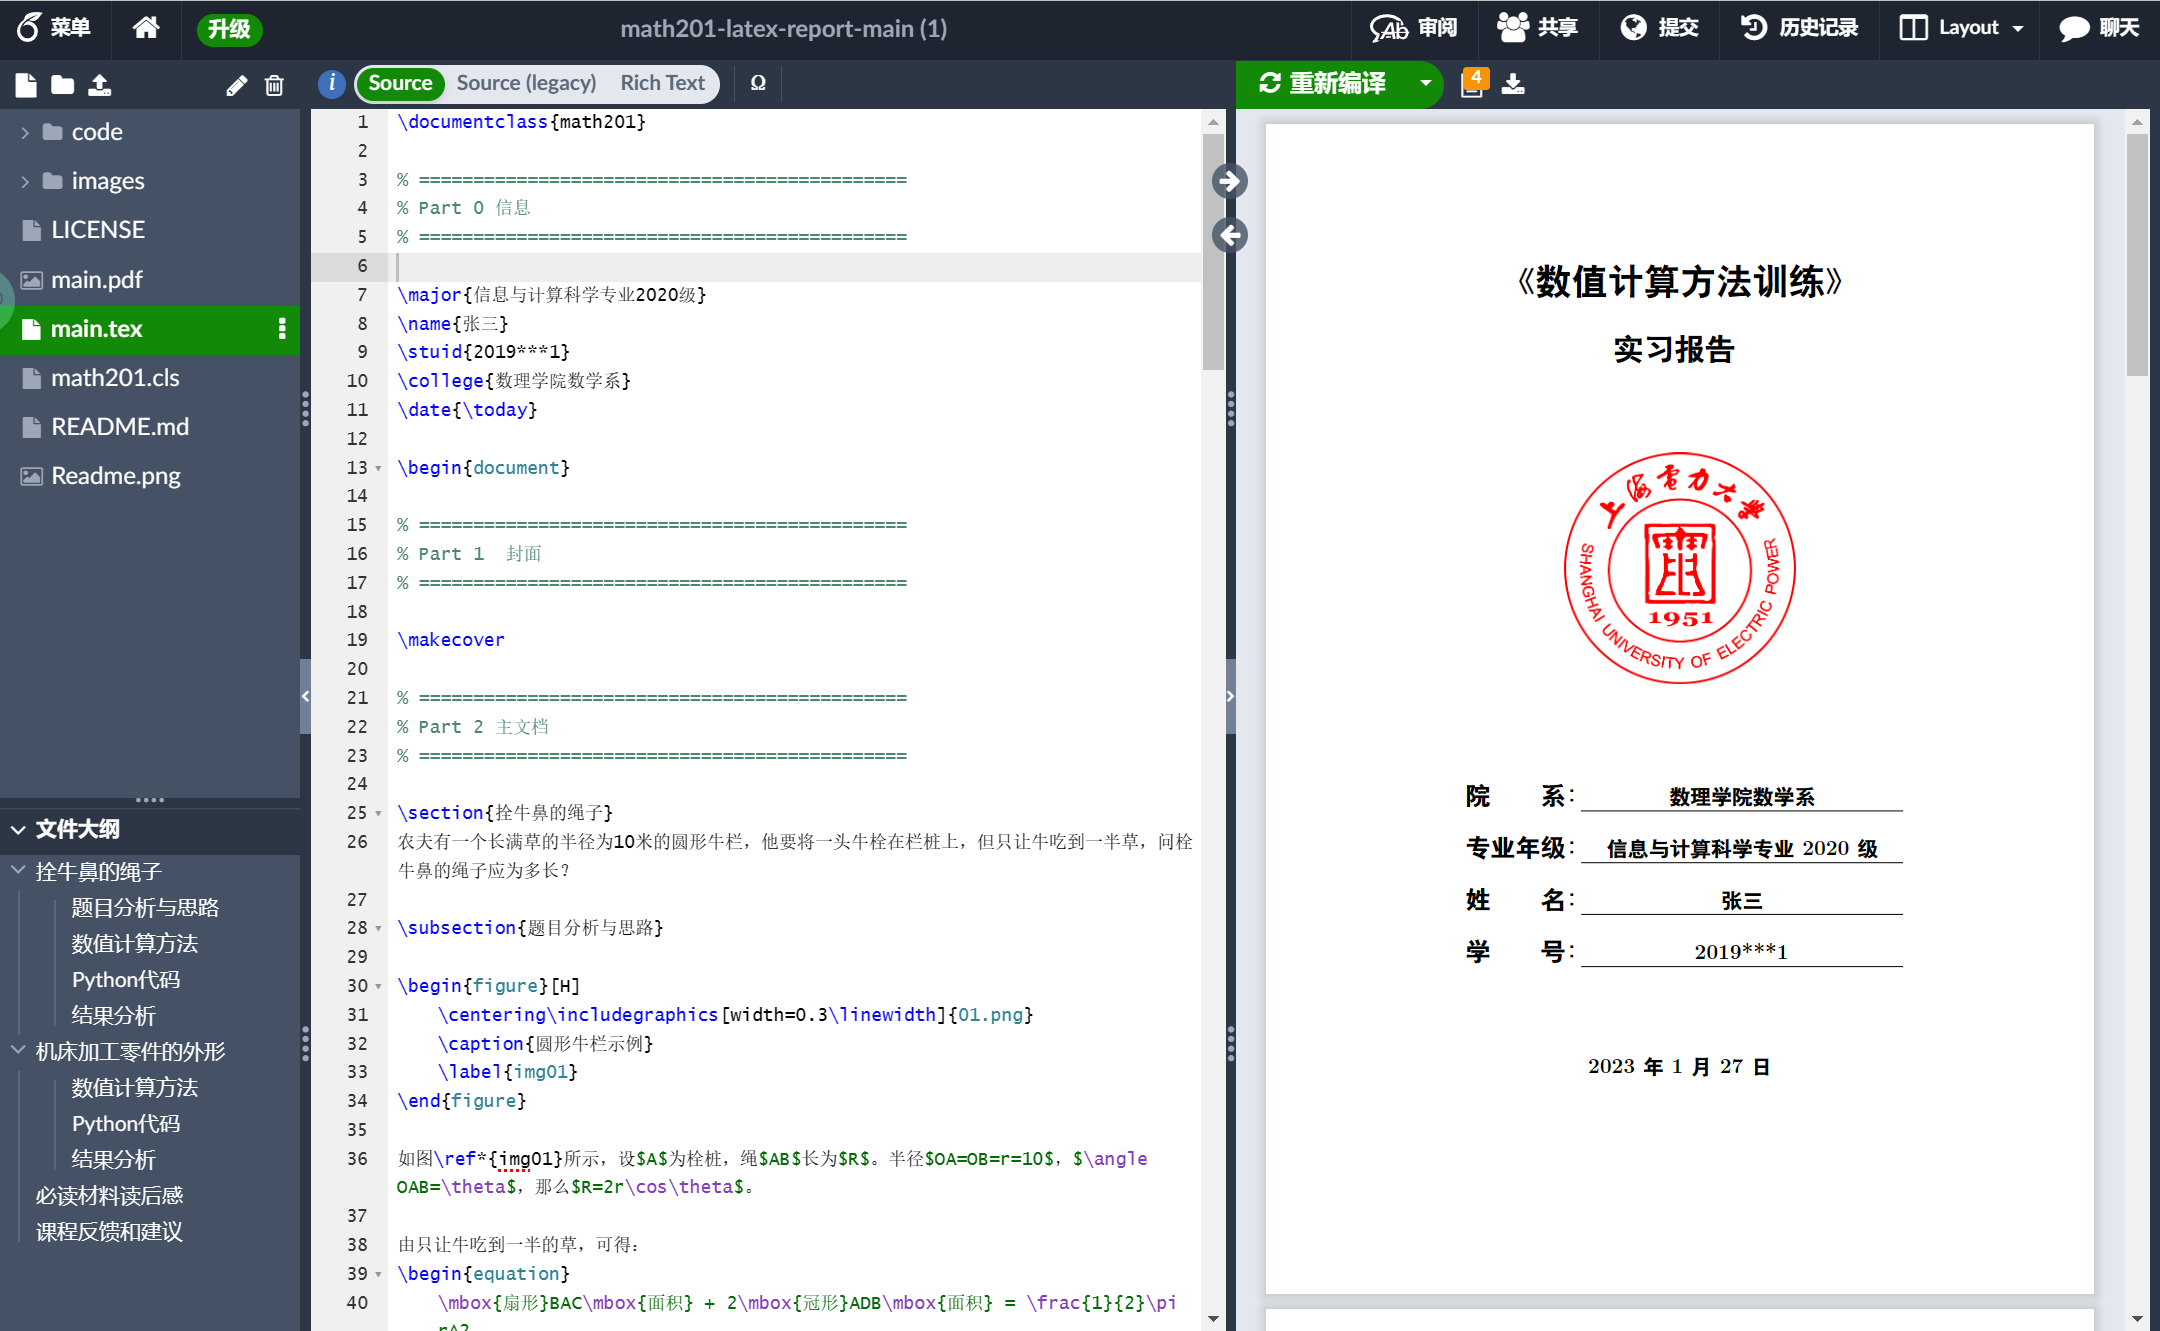 菜单
升级
math201-latex-report-main (1)
审阅
共享
提交
历史记录
Layout
聊天
Source
Source (legacy)
Rich Text
Ω
重新编译
4
code
images
LICENSE
main.pdf
main.tex
math201.cls
README.md
Readme.png
文件大纲
拴牛鼻的绳子
题目分析与思路
数值计算方法
Python代码
结果分析
机床加工零件的外形
数值计算方法
Python代码
结果分析
必读材料读后感
课程反馈和建议
1 \documentclass{math201}
2
3 % =============================================
4 % Part 0 信息
5 % =============================================
6
7 \major{信息与计算科学专业2020级}
8 \name{张三}
9 \stuid{2019***1}
10 \college{数理学院数学系}
11 \date{\today}
12
13 \begin{document}
14
15 % =============================================
16 % Part 1  封面
17 % =============================================
18
19 \makecover
20
21 % =============================================
22 % Part 2 主文档
23 % =============================================
24
25 \section{拴牛鼻的绳子}
26 农夫有一个长满草的半径为10米的圆形牛栏，他要将一头牛栓在栏桩上，但只让牛吃到一半草，问栓
牛鼻的绳子应为多长？
27
28 \subsection{题目分析与思路}
29
30 \begin{figure}[H]
31 \centering\includegraphics[width=0.3\linewidth]{01.png}
32 \caption{圆形牛栏示例}
33 \label{img01}
34 \end{figure}
35
36 如图\ref*{img01}所示，设$A$为栓桩，绳$AB$长为$R$。半径$OA=OB=r=10$，$\angle
OAB=\theta$，那么$R=2r\cos\theta$。
37
38 由只让牛吃到一半的草，可得：
39 \begin{equation}
40 \mbox{扇形}BAC\mbox{面积} + 2\mbox{冠形}ADB\mbox{面积} = \frac{1}{2}\pi
r^2
《数值计算方法训练》
实习报告
上海電力大學
1951
SHANGHAI UNIVERSITY OF ELECTRIC POWER
院 系： 数理学院数学系
专业年级： 信息与计算科学专业 2020 级
姓 名： 张三
学 号： 2019***1
2023 年 1 月 27 日